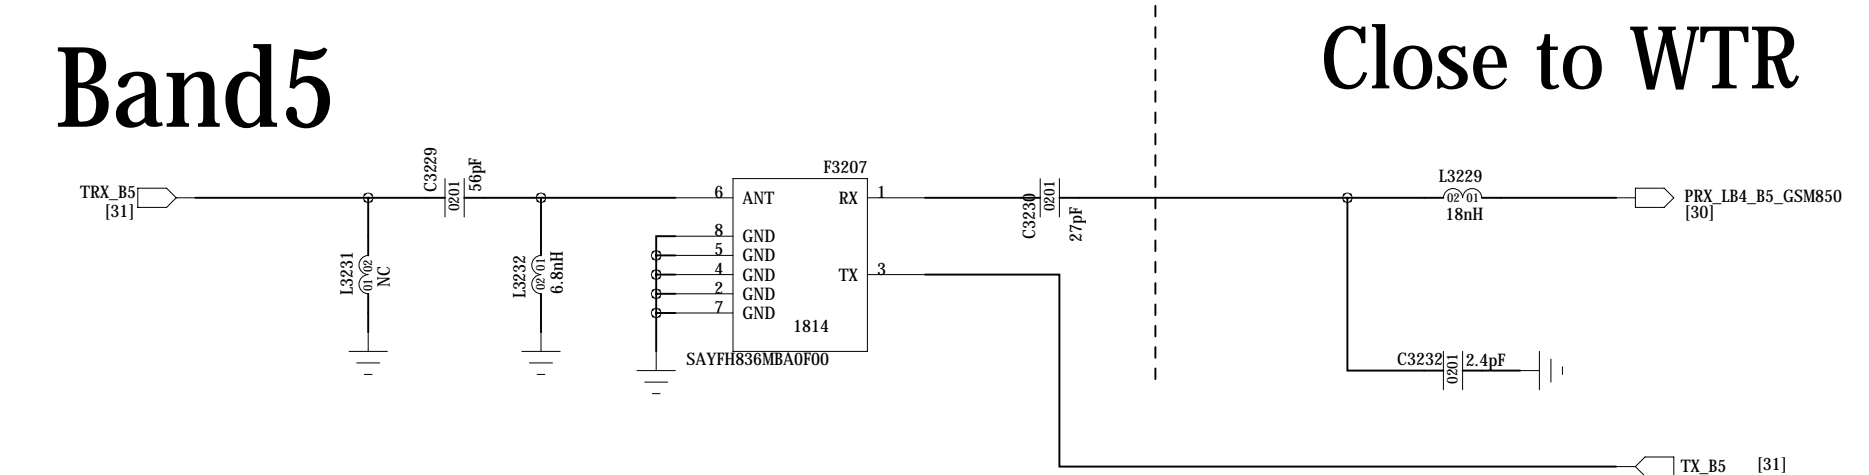 Band5
Close to WTR
TRX_B5
[31]
C3229
0201
56pF
L3231
01 02
NC
L3232
02 01
6.8nH
F3207
6
ANT
RX
1
8
GND
5
GND
4
GND
TX
3
2
GND
7
GND
1814
SAYFH836MBA0F00
C3230
0201
27pF
L3229
02 01
18nH
PRX_LB4_B5_GSM850
[30]
C3232
0201
2.4pF
TX_B5
[31]